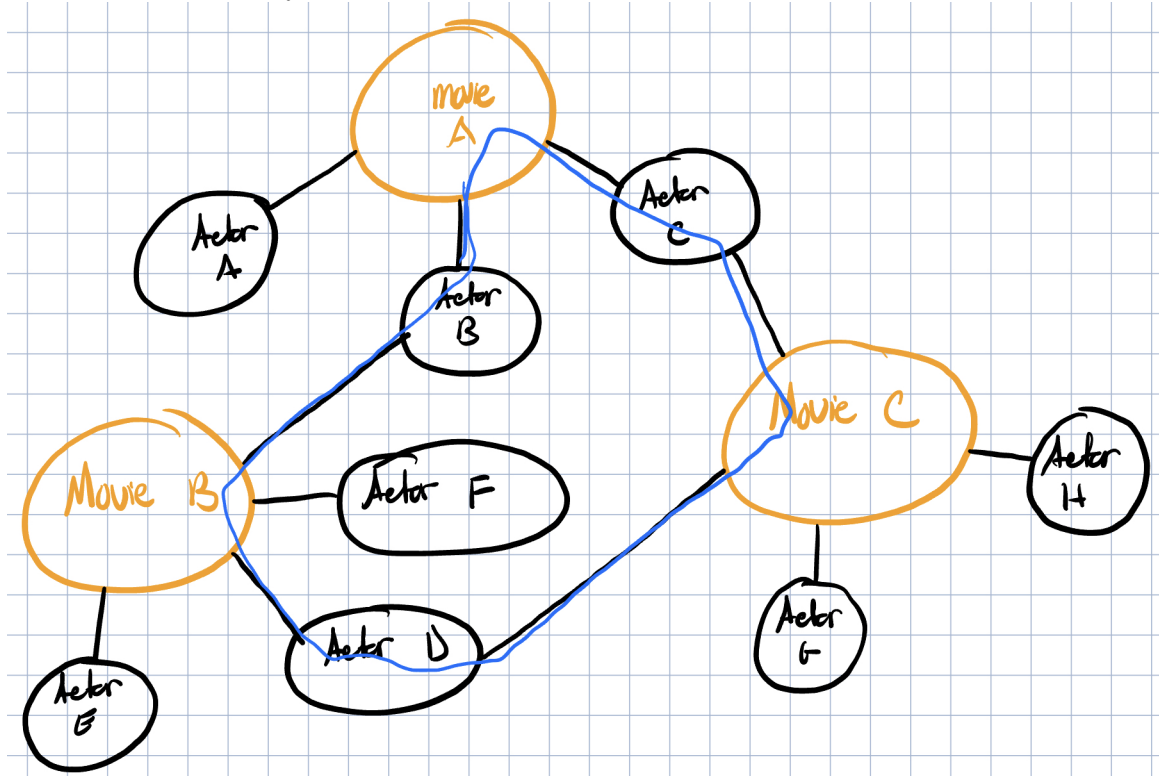 movie
A
Actor
A
Actor
C
Actor
B
Movie C
Actor
H
Movie B
Actor F
Actor
G
Actor D
Actor
E